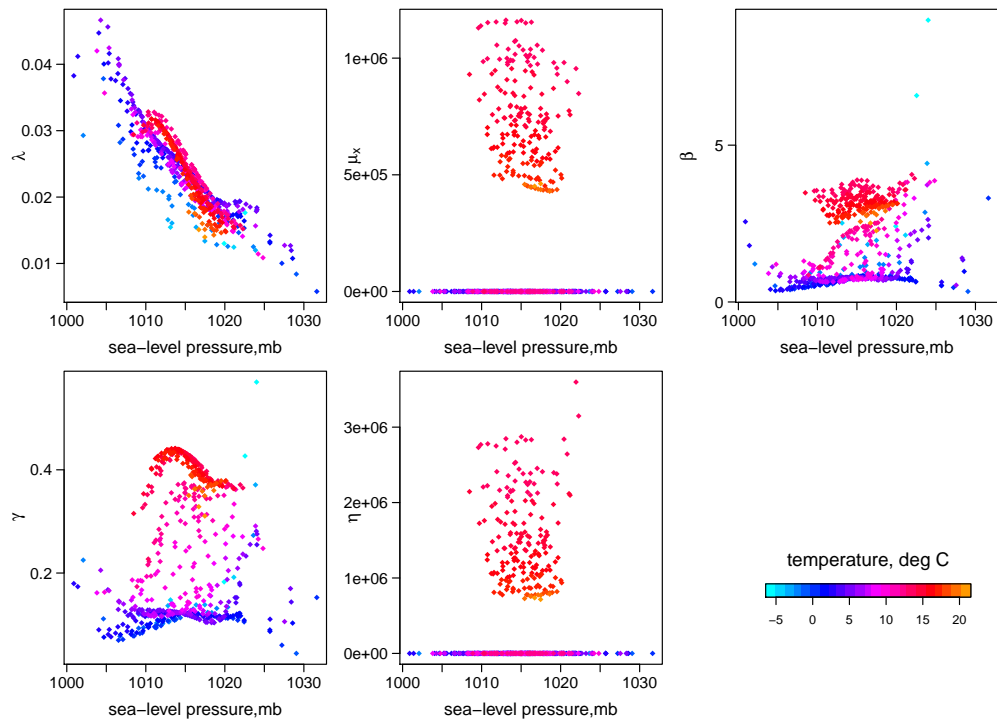 0.04
0.03
0.02
0.01
λ
1000 1010 1020 1030
sea−level pressure,mb
1e+06
5e+05
0e+00
μx
1000 1010 1020 1030
sea−level pressure,mb
5
0
β
1000 1010 1020 1030
sea−level pressure,mb
0.4
0.2
γ
1000 1010 1020 1030
sea−level pressure,mb
3e+06
2e+06
1e+06
0e+00
η
1000 1010 1020 1030
sea−level pressure,mb
temperature, deg C
−5 0 5 10 15 20